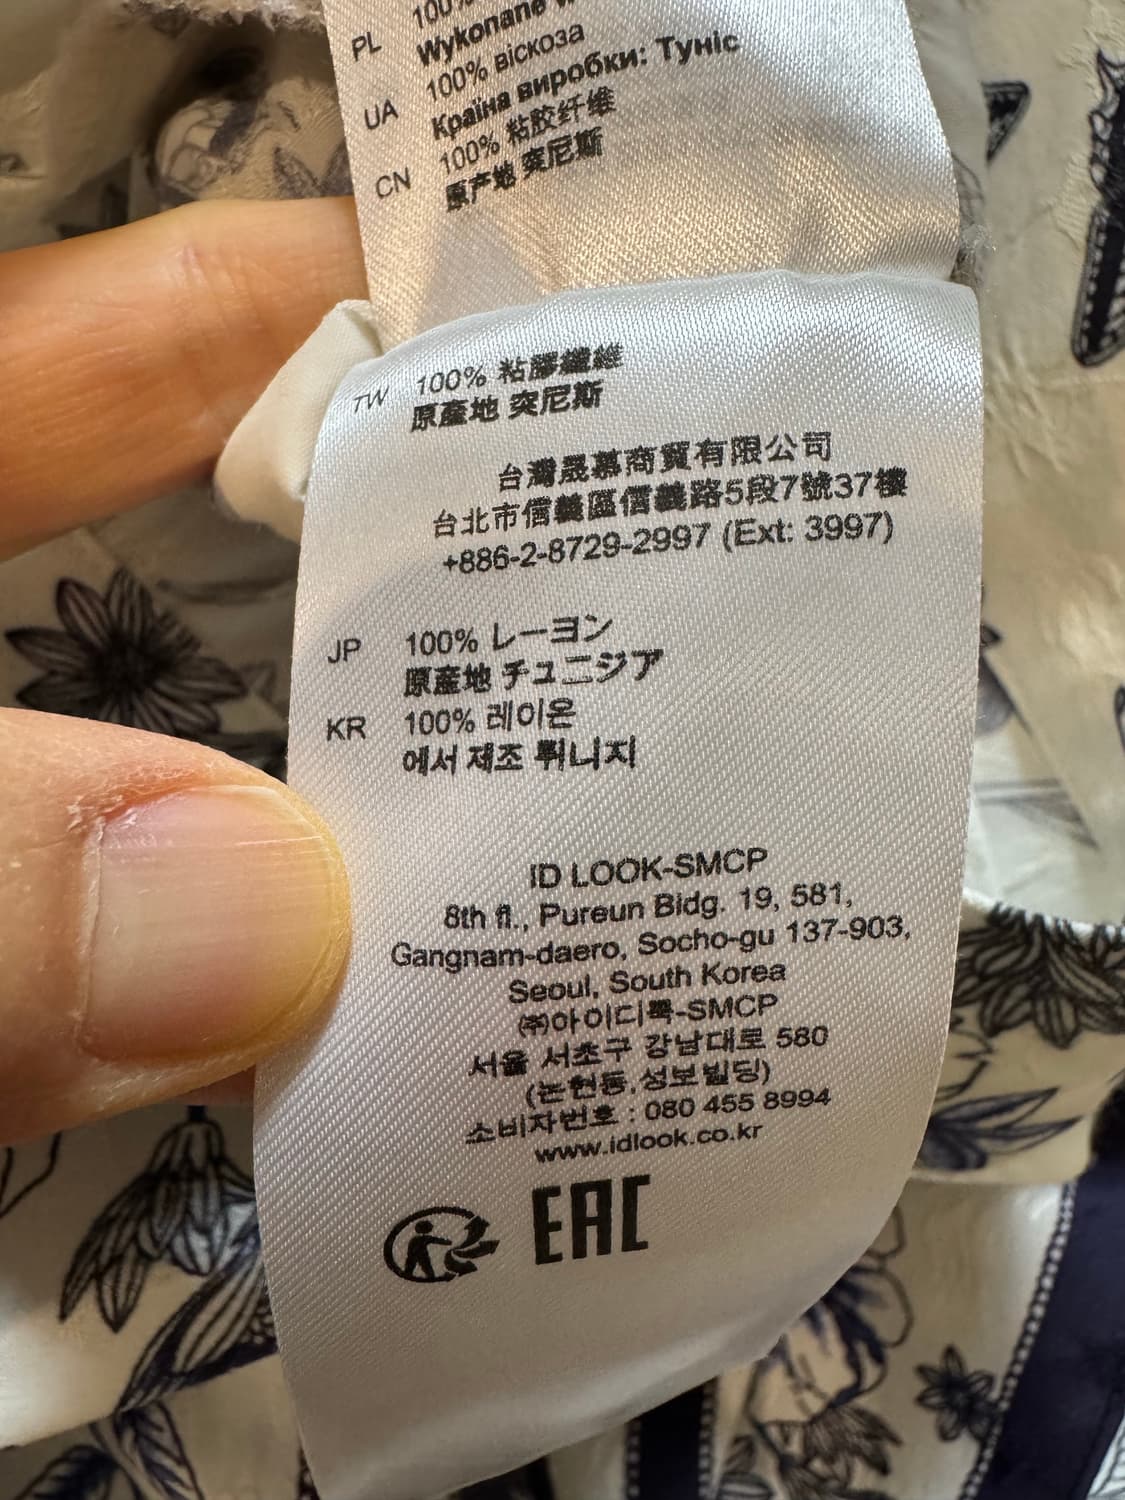 PL 100%
Wykonane w
UA 100% віскоза
Країна виробки: Туніс
CN 100% 粘胶纤维
原产地 突尼斯
TW 100% 粘膠纖維
原產地 突尼斯
台灣晟慕商貿有限公司
台北市信義區信義路5段7號37樓
+886-2-8729-2997 (Ext: 3997)
JP 100% レーヨン
原産地 チュニジア
KR 100% 레이온
에서 제조 튀니지
ID LOOK-SMCP
8th fl., Pureun Bldg. 19, 581,
Gangnam-daero, Socho-gu 137-903,
Seoul, South Korea
㈜아이디룩-SMCP
서울 서초구 강남대로 580
(논현동,성보빌딩)
소비자번호 : 080 455 8994
www.idlook.co.kr
EAC